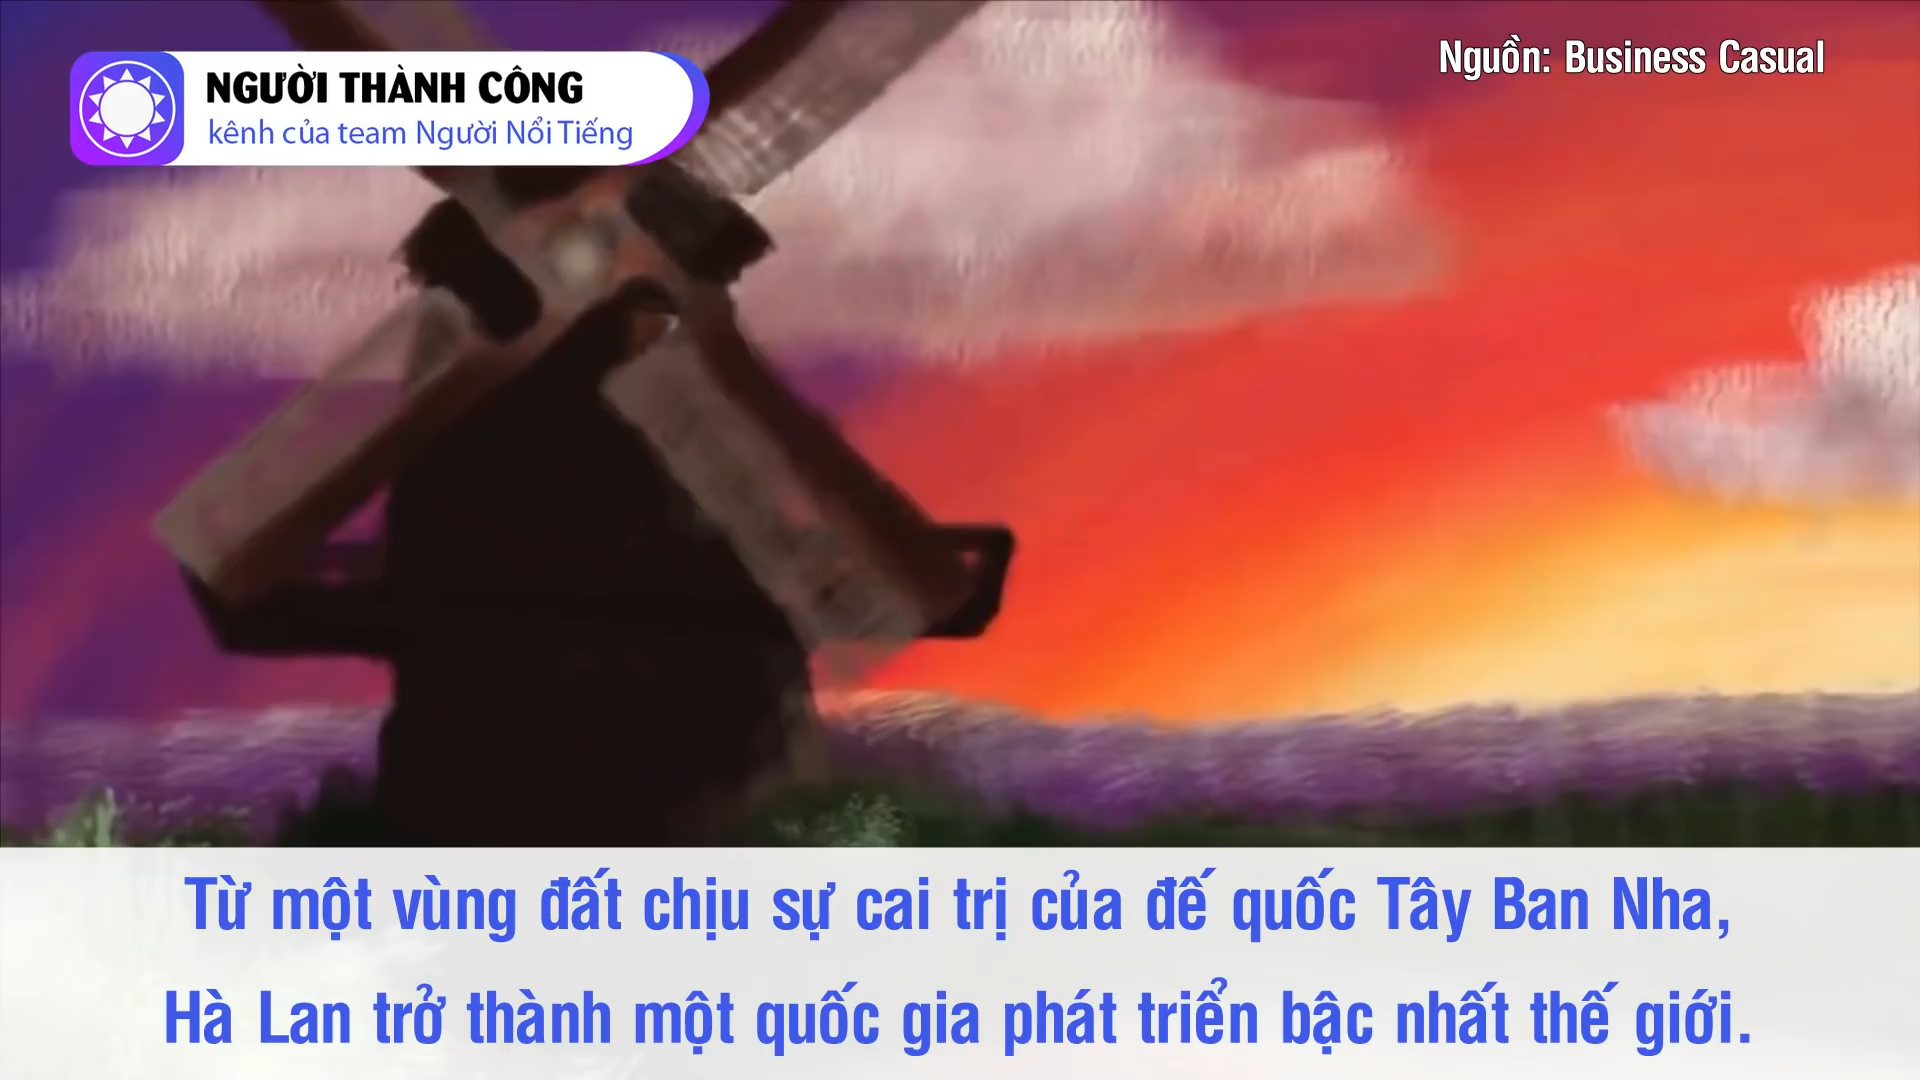 NGƯỜI THÀNH CÔNG
kênh của team Người Nổi Tiếng
Nguồn: Business Casual
Từ một vùng đất chịu sự cai trị của đế quốc Tây Ban Nha,
Hà Lan trở thành một quốc gia phát triển bậc nhất thế giới.